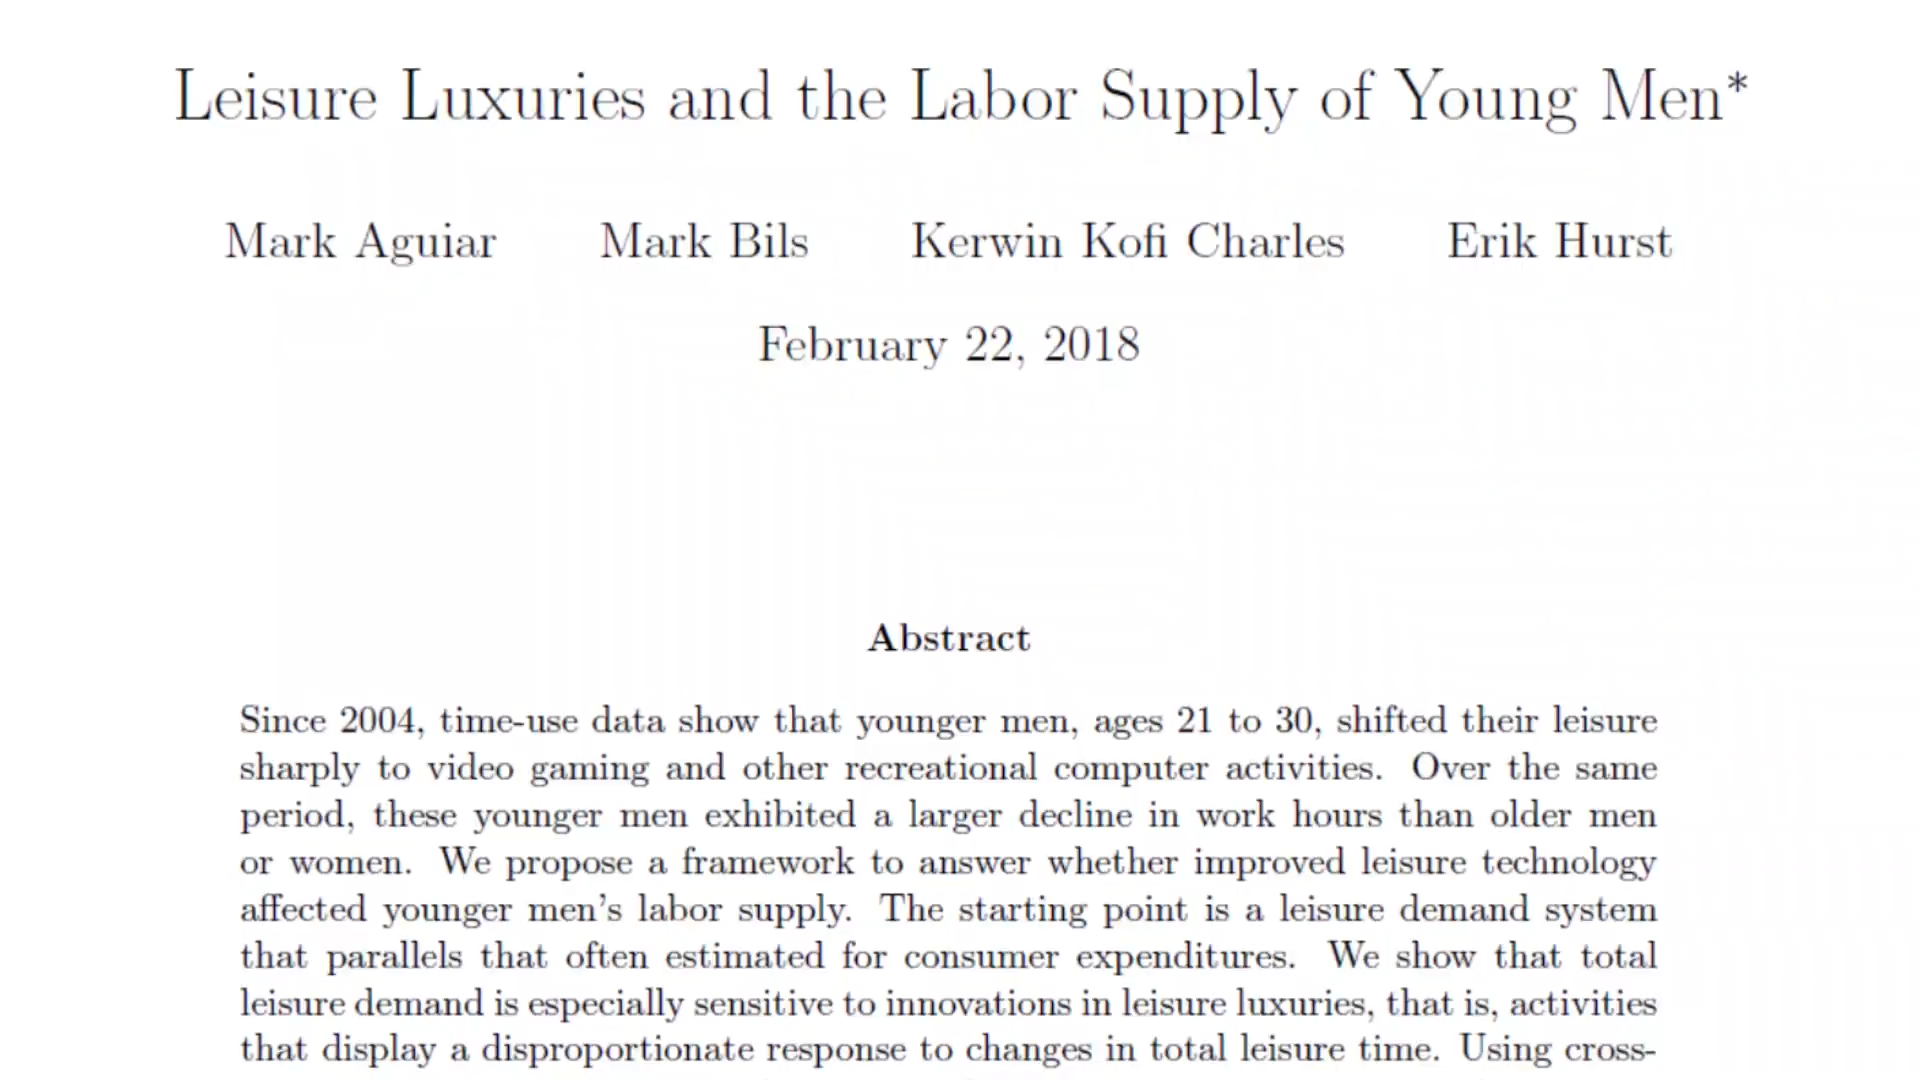 Leisure Luxuries and the Labor Supply of Young Men*
Mark Aguiar Mark Bils Kerwin Kofi Charles Erik Hurst
February 22, 2018
Abstract
Since 2004, time-use data show that younger men, ages 21 to 30, shifted their leisure
sharply to video gaming and other recreational computer activities. Over the same
period, these younger men exhibited a larger decline in work hours than older men
or women. We propose a framework to answer whether improved leisure technology
affected younger men's labor supply. The starting point is a leisure demand system
that parallels that often estimated for consumer expenditures. We show that total
leisure demand is especially sensitive to innovations in leisure luxuries, that is, activities
that display a disproportionate response to changes in total leisure time. Using cross-